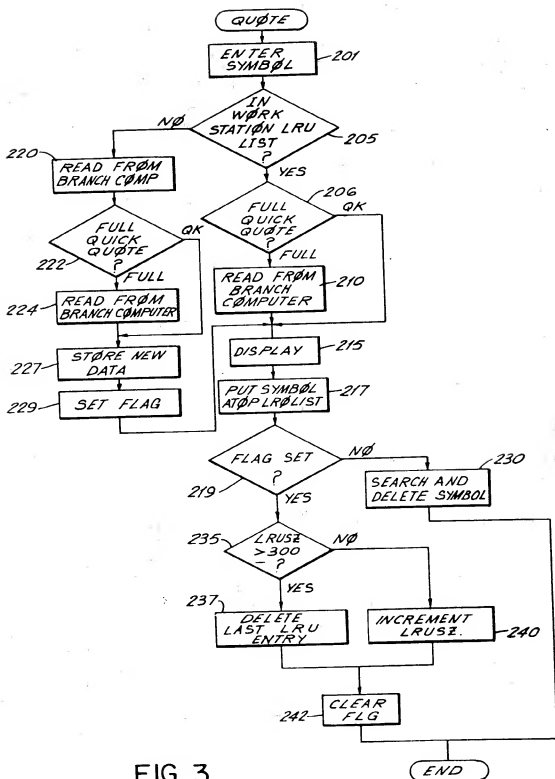 QUØTE
ENTER
SYMBØL
201
IN
WØRK
STATIØN LRU
LIST
?
205
NØ
YES
220
READ FRØM
BRANCH CØMP
206
FULL
QUICK
QUØTE
?
QK
FULL
222
FULL
QUICK
QUØTE
?
QK
FULL
READ FRØM
BRANCH
CØMPUTER
210
224
READ FRØM
BRANCH CØMPUTER
DISPLAY
215
227
STØRE NEW
DATA
PUT SYMBØL
ATØP LRØ LIST
217
229
SET FLAG
FLAG SET
?
219
NØ
YES
230
SEARCH AND
DELETE SYMBØL
235
LRUSZ
>300
?
NØ
YES
237
DELETE
LAST LRU
ENTRY
INCREMENT
LRUSZ.
240
242
CLEAR
FLG
END
FIG. 3